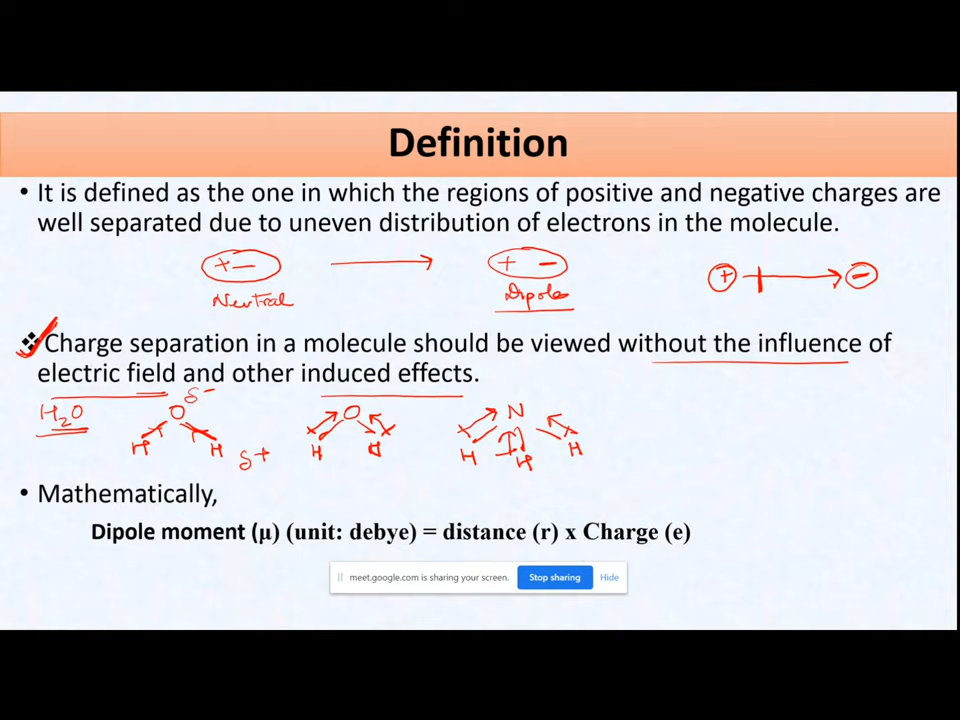 Definition
• It is defined as the one in which the regions of positive and negative charges are
well separated due to uneven distribution of electrons in the molecule.
+ − + − + −
Neutral Dipole
❖ Charge separation in a molecule should be viewed without the influence of
electric field and other induced effects.
H₂O O δ− O N
H H δ+ H H H H H
• Mathematically,
Dipole moment (µ) (unit: debye) = distance (r) x Charge (e)
meet.google.com is sharing your screen. Stop sharing Hide